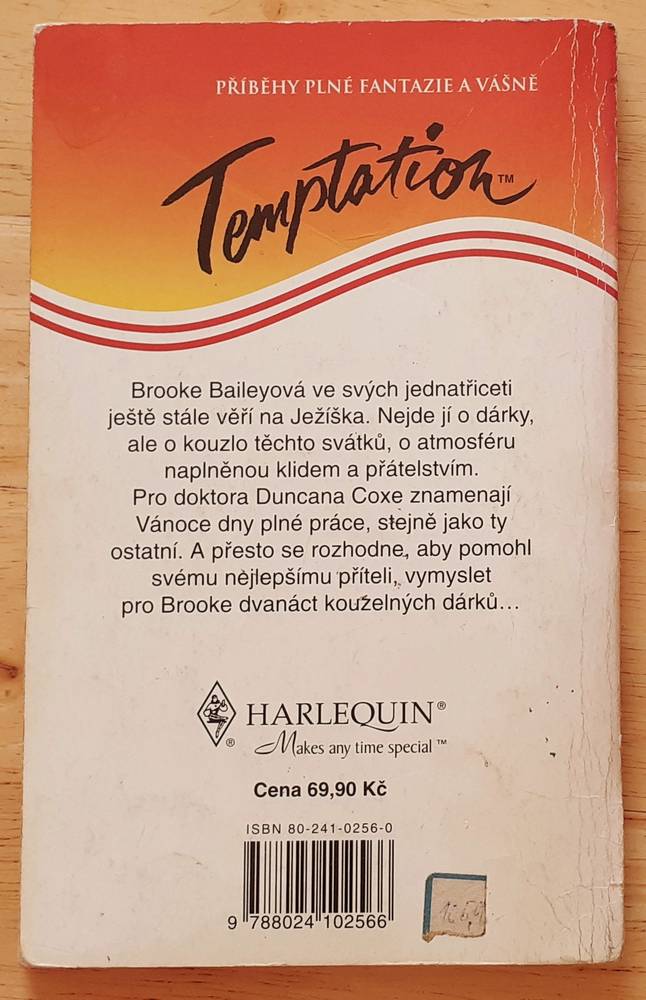 PŘÍBĚHY PLNÉ FANTAZIE A VÁŠNĚ
Temptation™
Brooke Baileyová ve svých jednatřiceti
ještě stále věří na Ježíška. Nejde jí o dárky,
ale o kouzlo těchto svátků, o atmosféru
naplněnou klidem a přátelstvím.
Pro doktora Duncana Coxe znamenají
Vánoce dny plné práce, stejně jako ty
ostatní. A přesto se rozhodne, aby pomohl
svému nejlepšímu příteli, vymyslet
pro Brooke dvanáct kouzelných dárků...
HARLEQUIN®
® Makes any time special™
Cena 69,90 Kč
ISBN 80-241-0256-0
9 788024 102566